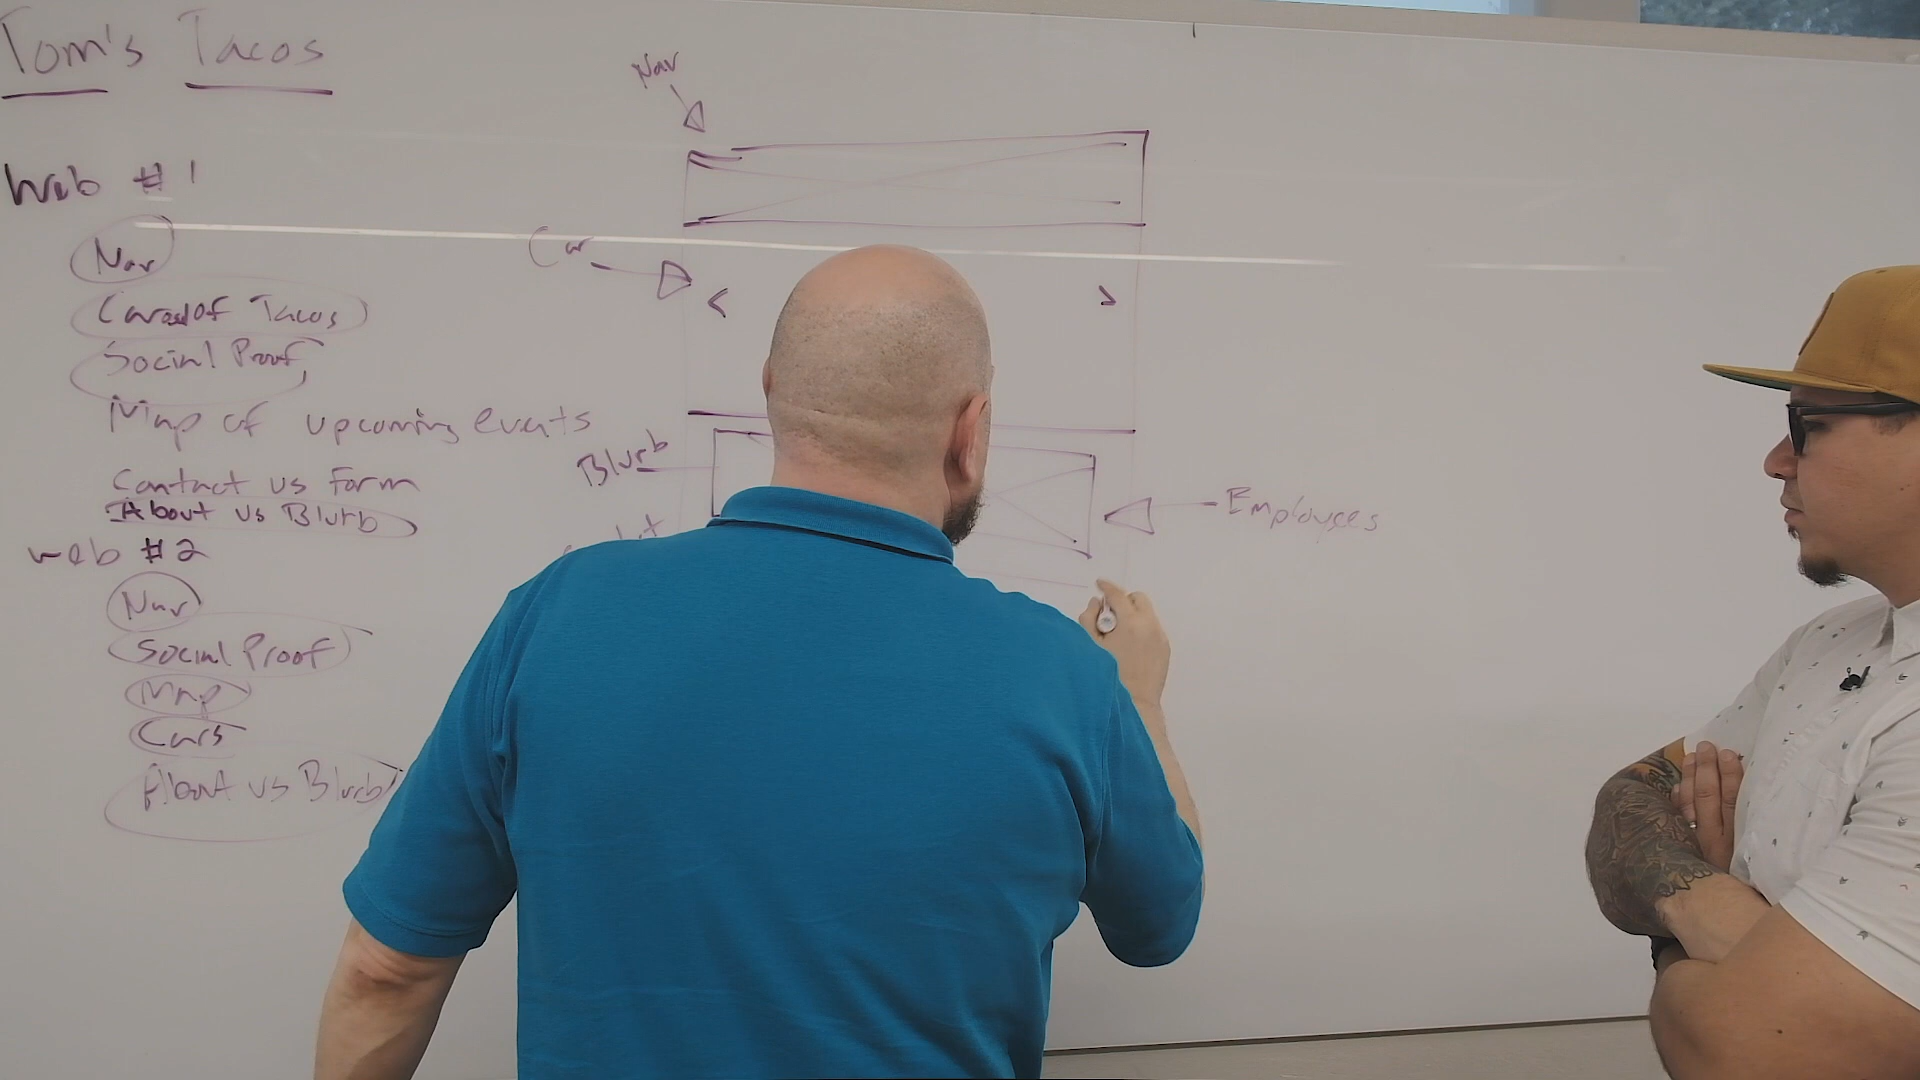 Tom's Tacos
Web #1
Nav
of Tacos
Social Proof
Map of upcoming events
Contact us Form
About us Blurb
web #2
Nav
Social Proof
Map
Cars
About us Blurb
Nav
Car
<
>
Blurb
Employees